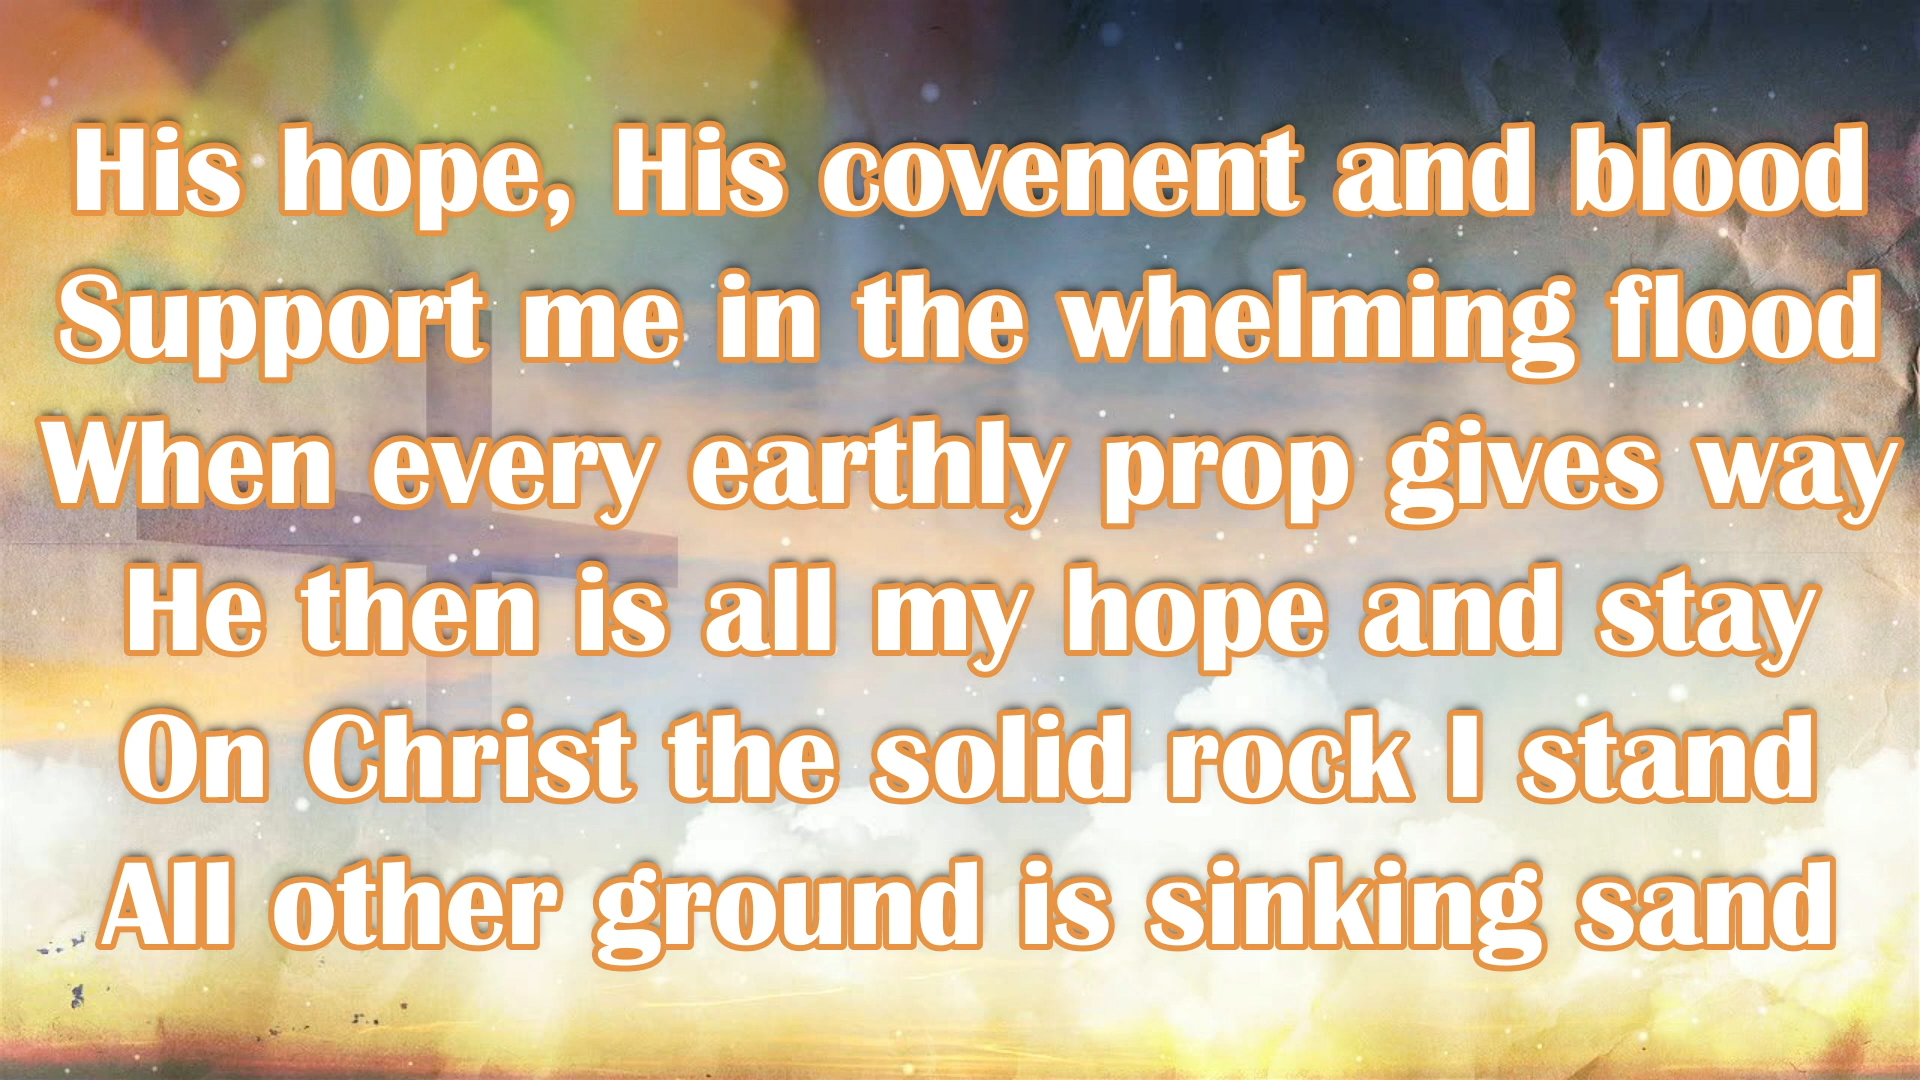 His hope, His covenent and blood
Support me in the whelming flood
When every earthly prop gives way
He then is all my hope and stay
On Christ the solid rock I stand
All other ground is sinking sand